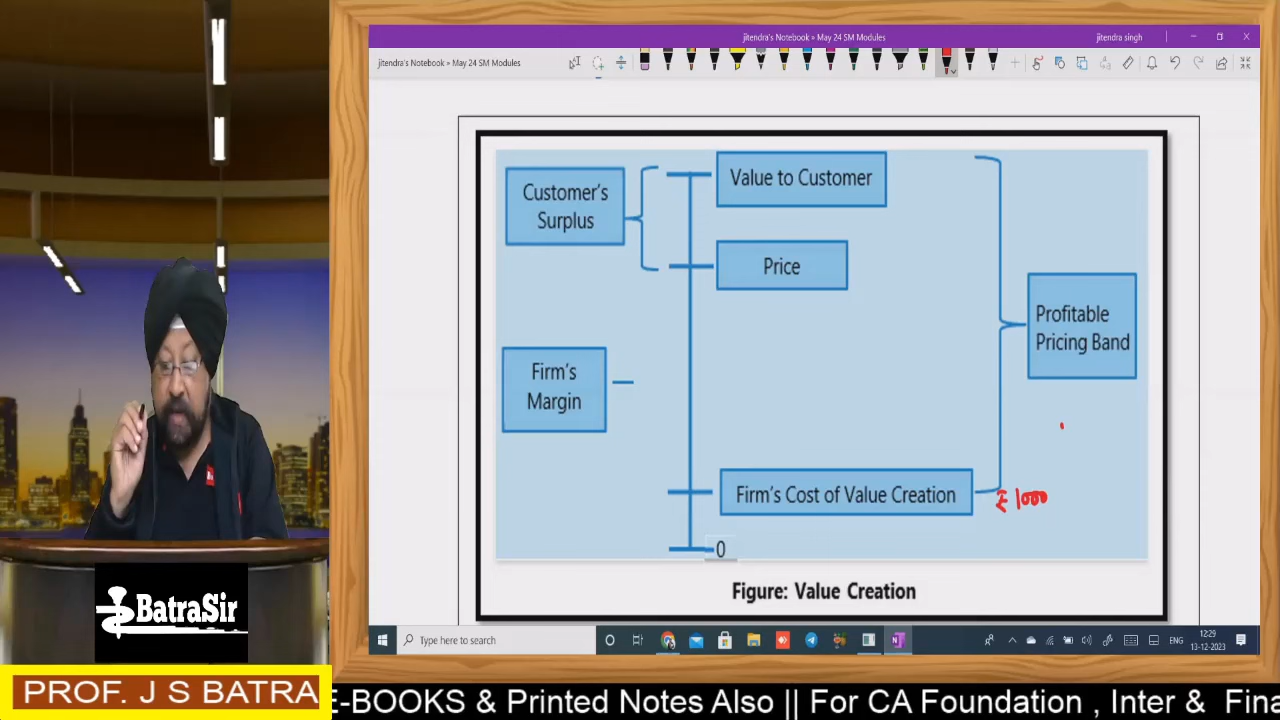 jitendra's Notebook » May 24 SM Modules
jitendra singh
jitendra's Notebook » May 24 SM Modules
Customer's
Surplus
Value to Customer
Price
Profitable
Pricing Band
Firm's
Margin
Firm's Cost of Value Creation
₹ 1000
0
Figure: Value Creation
Type here to search
ENG
12:29
13-12-2023
BatraSir
PROF. J S BATRA
E-BOOKS & Printed Notes Also || For CA Foundation , Inter & Fina